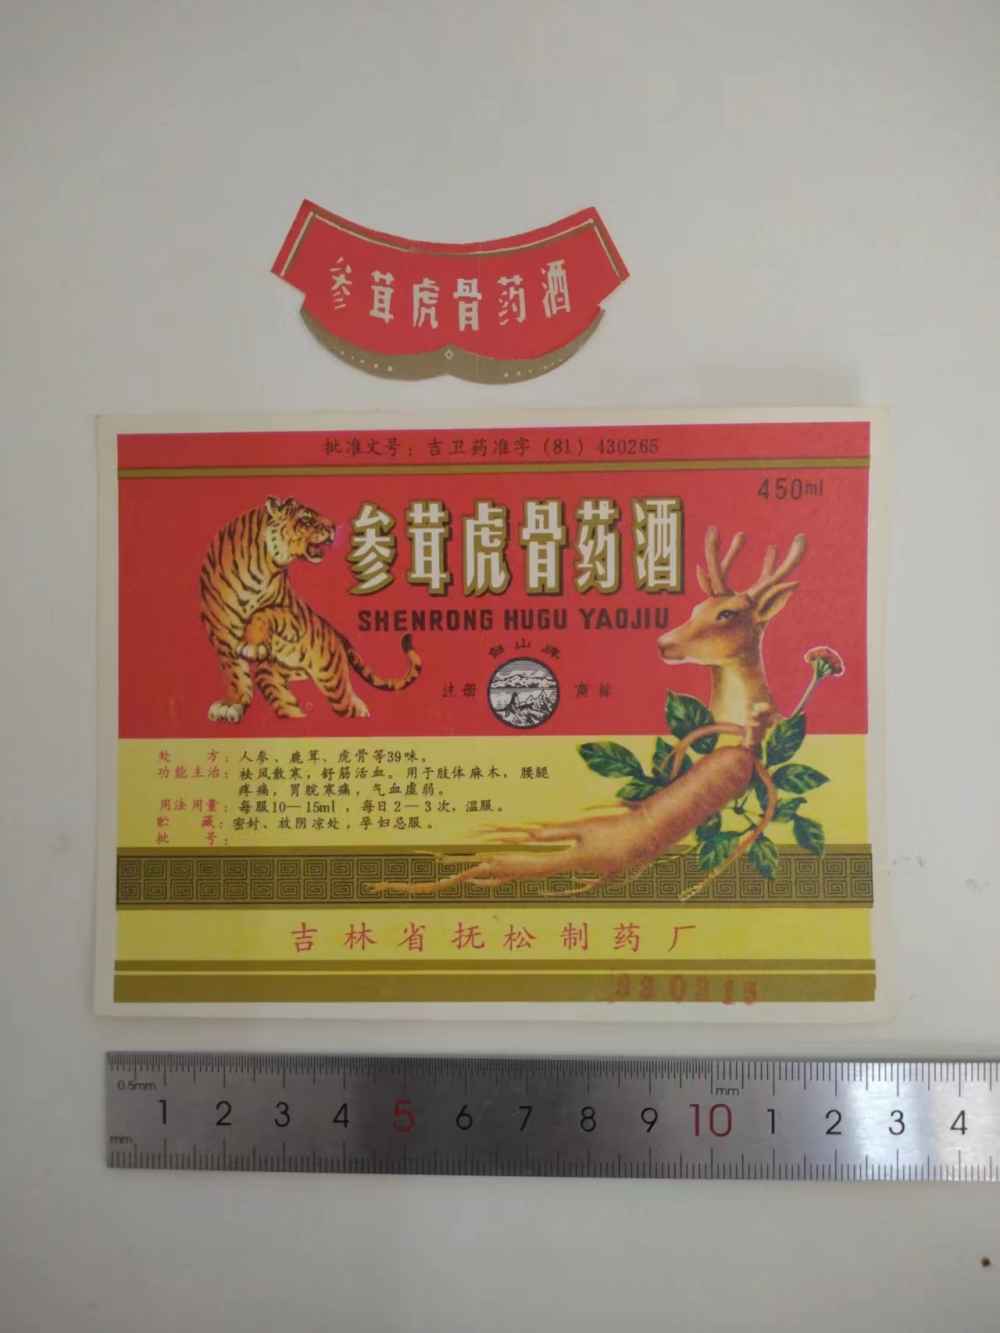 参茸虎骨药酒
批准文号：吉卫药准字(81)430265
450ml
参茸虎骨药酒
SHENRONG HUGU YAOJIU
山牌
注册 商标
处 方：人参、鹿茸、虎骨等39味。
功能主治：祛风散寒，舒筋活血。用于肢体麻木，腰腿
疼痛，胃脘寒痛，气血虚弱。
用法用量：每服10—15ml，每日2—3次，温服。
贮 藏：密封、放阴凉处，孕妇忌服。
批 号：
吉林省抚松制药厂
0.5mm
mm
1 2 3 4 5 6 7 8 9 10 1 2 3 4
mm